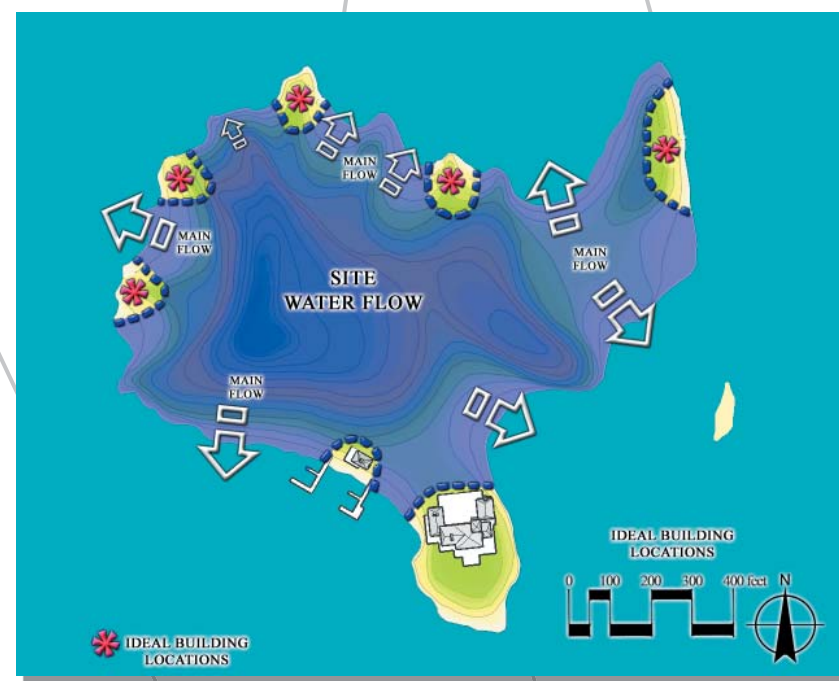 MAIN
FLOW
MAIN
FLOW
MAIN
FLOW
SITE
WATER FLOW
MAIN
FLOW
IDEAL BUILDING
LOCATIONS
0 100 200 300 400 feet N
IDEAL BUILDING
LOCATIONS